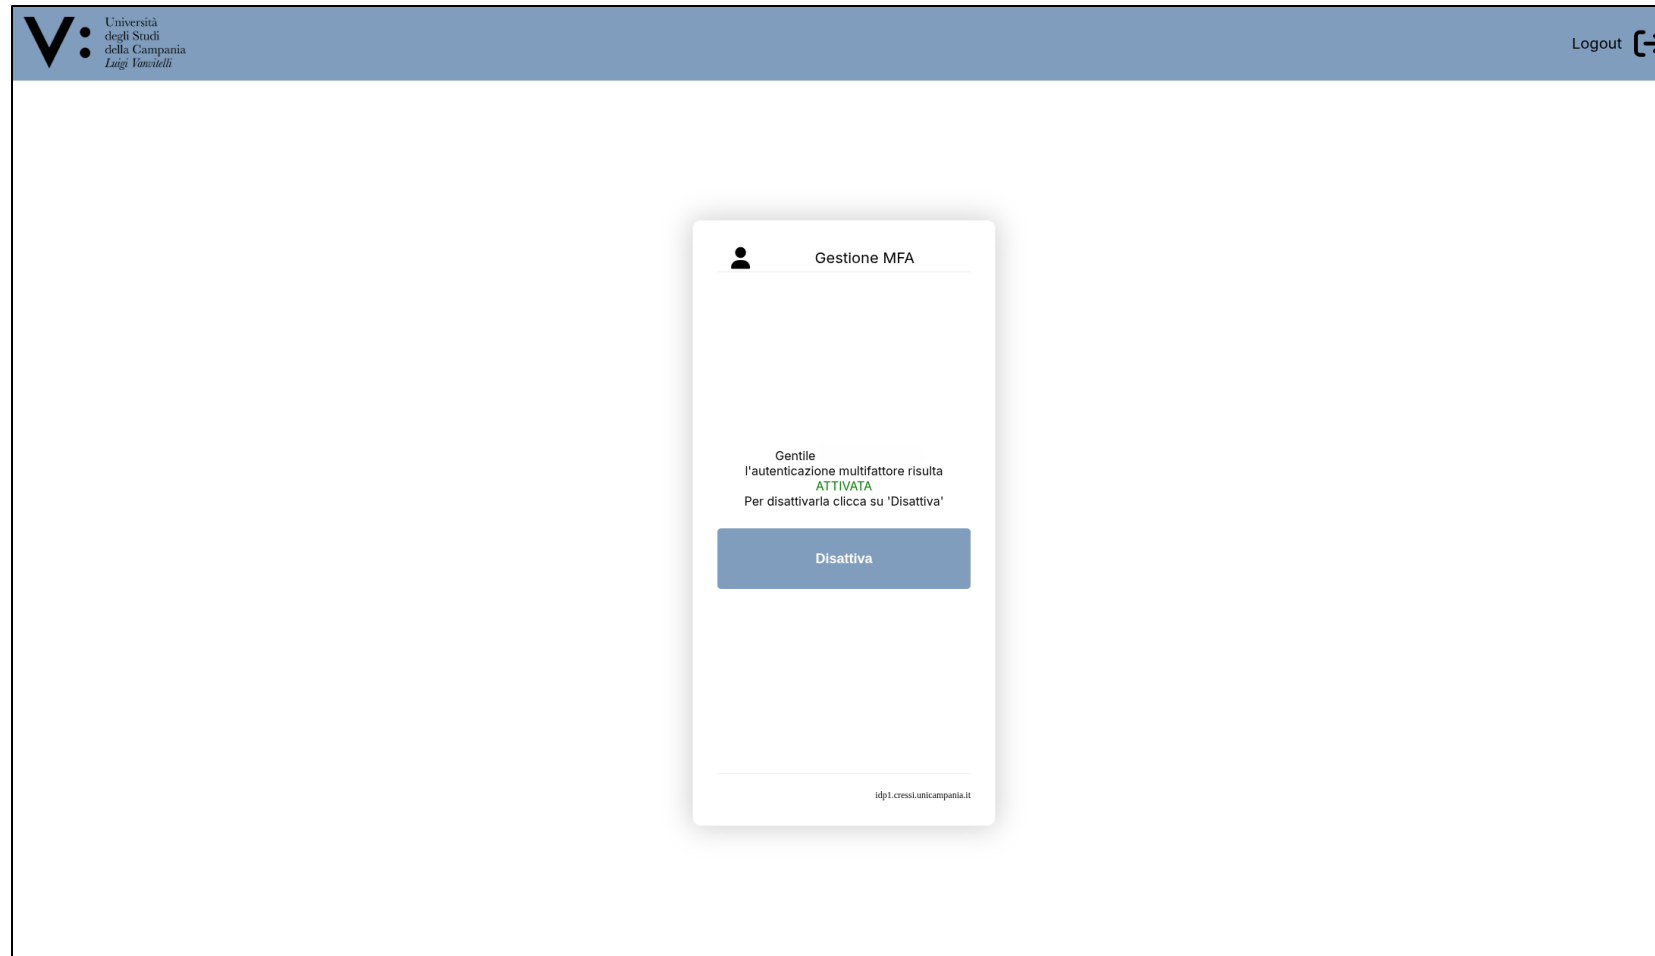 V:
Università
degli Studi
della Campania
Luigi Vanvitelli
Logout
Gestione MFA
Gentile
l'autenticazione multifattore risulta
ATTIVATA
Per disattivarla clicca su 'Disattiva'
Disattiva
idp1.cressi.unicampania.it